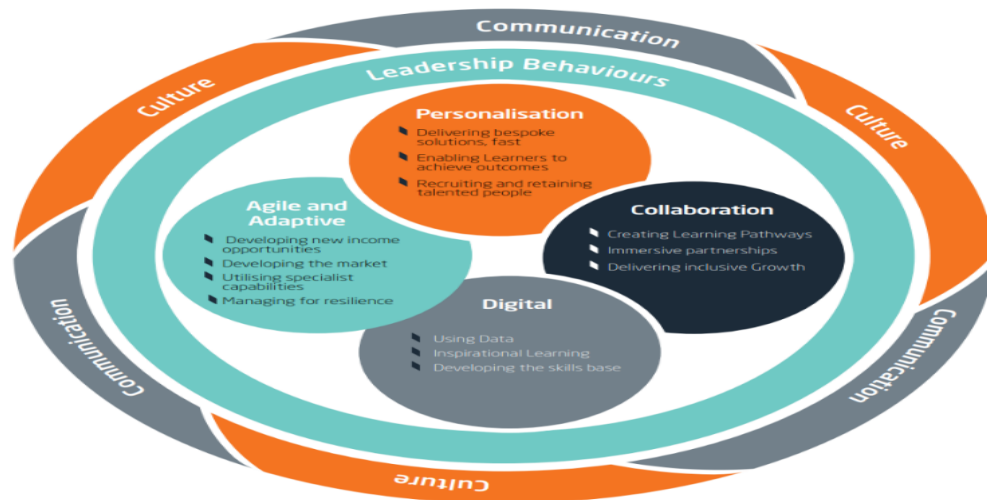 Communication
Culture
Culture
Leadership Behaviours
Personalisation
Delivering bespoke
solutions, fast
Enabling Learners to
achieve outcomes
Recruiting and retaining
talented people
Agile and
Adaptive
Developing new income
opportunities
Developing the market
Utilising specialist
capabilities
Managing for resilience
Collaboration
Creating Learning Pathways
Immersive partnerships
Delivering inclusive Growth
Digital
Using Data
Inspirational Learning
Developing the skills base
Communication
Communication
Culture